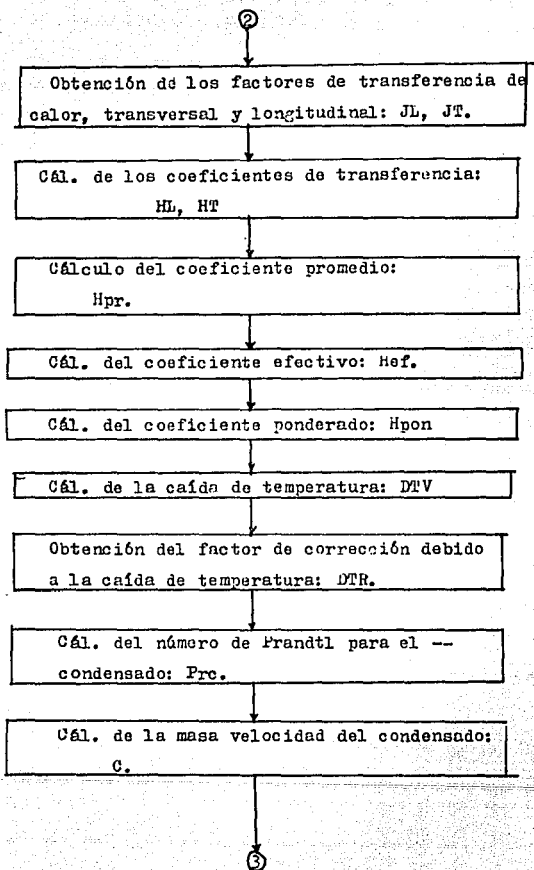 2
Obtención de los factores de transferencia de
calor, transversal y longitudinal: JL, JT.
Cál. de los coeficientes de transferencia:
HL, HT
Cálculo del coeficiente promedio:
Hpr.
Cál. del coeficiente efectivo: Hef.
Cál. del coeficiente ponderado: Hpon
Cál. de la caída de temperatura: DTV
Obtención del factor de corrección debido
a la caída de temperatura: DTR.
Cál. del número de Prandtl para el --
condensado: Prc.
Cál. de la masa velocidad del condensado:
G.
3